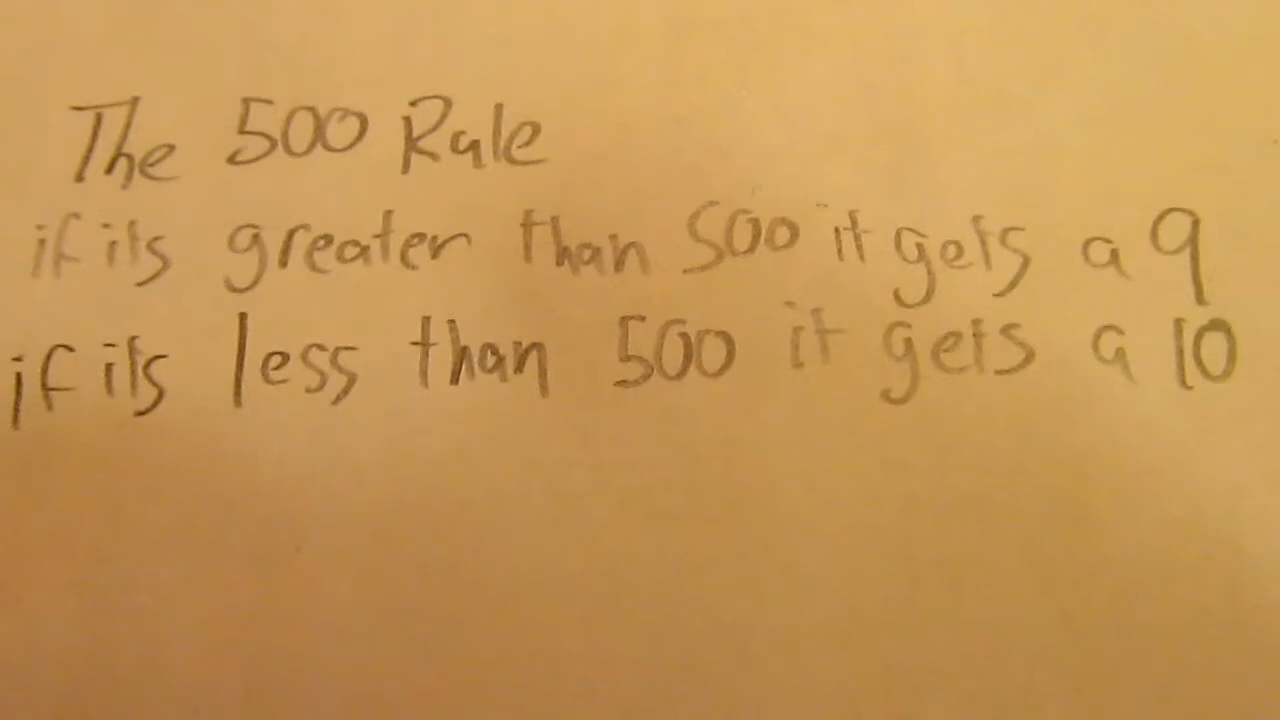 The 500 Rule
if its greater than 500 it gets a 9
if its less than 500 it gets a 10